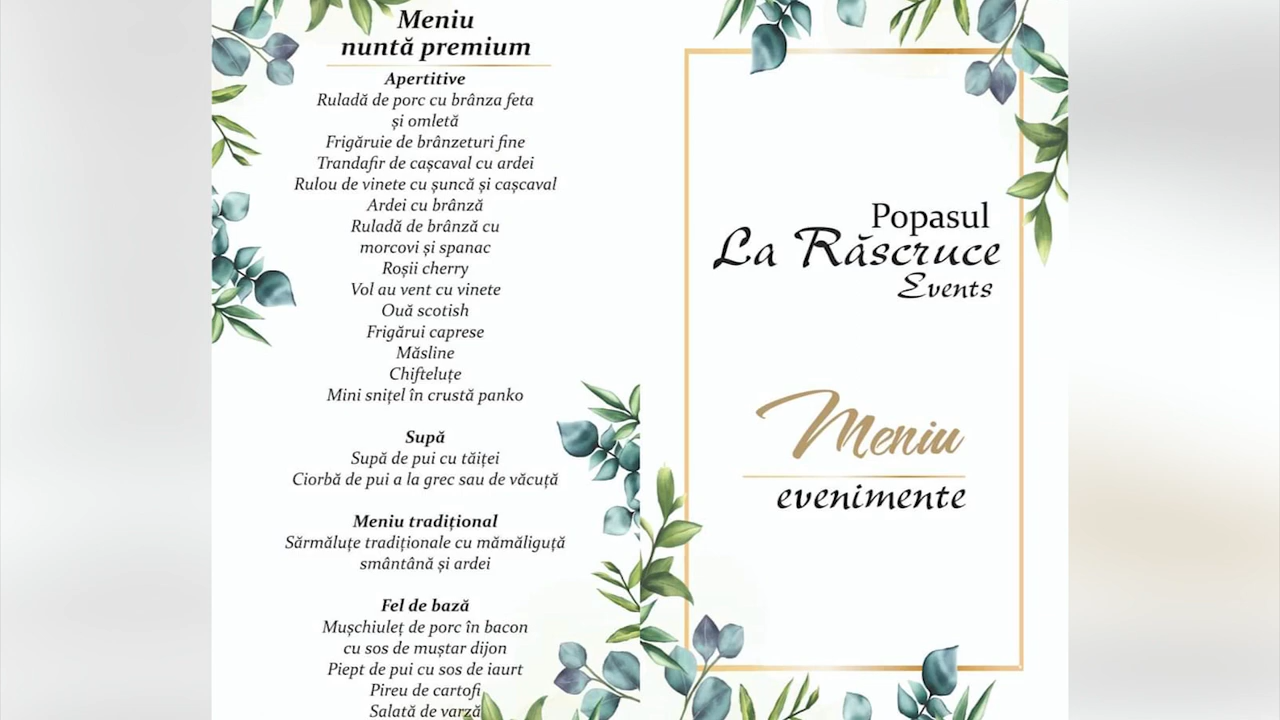 Meniu
nuntă premium
Apertitive
Ruladă de porc cu brânza feta
și omletă
Frigăruie de brânzeturi fine
Trandafir de cașcaval cu ardei
Rulou de vinete cu șuncă și cașcaval
Ardei cu brânză
Ruladă de brânză cu
morcovi și spanac
Roșii cherry
Vol au vent cu vinete
Ouă scotish
Frigărui caprese
Măsline
Chifteluțe
Mini snițel în crustă panko
Supă
Supă de pui cu tăiței
Ciorbă de pui a la grec sau de văcuță
Meniu tradițional
Sărmăluțe tradiționale cu mămăliguță
smântână și ardei
Fel de bază
Mușchiuleț de porc în bacon
cu sos de muștar dijon
Piept de pui cu sos de iaurt
Pireu de cartofi
Salată de varză
Popasul
La Răscruce
Events
Meniu
evenimente